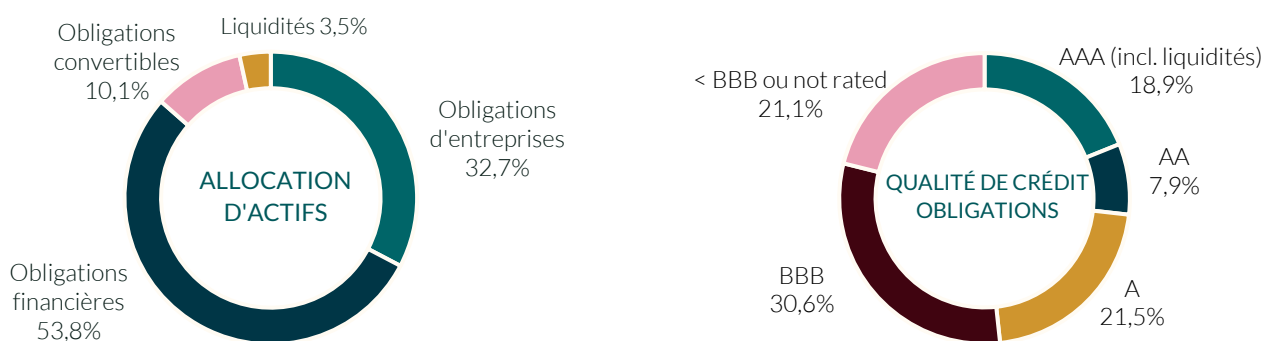 Liquidités 3,5%
Obligations
convertibles
10,1%
Obligations
d'entreprises
32,7%
ALLOCATION
D'ACTIFS
Obligations
financières
53,8%
AAA (incl. liquidités)
18,9%
< BBB ou not rated
21,1%
AA
7,9%
QUALITÉ DE CRÉDIT
OBLIGATIONS
BBB
30,6%
A
21,5%